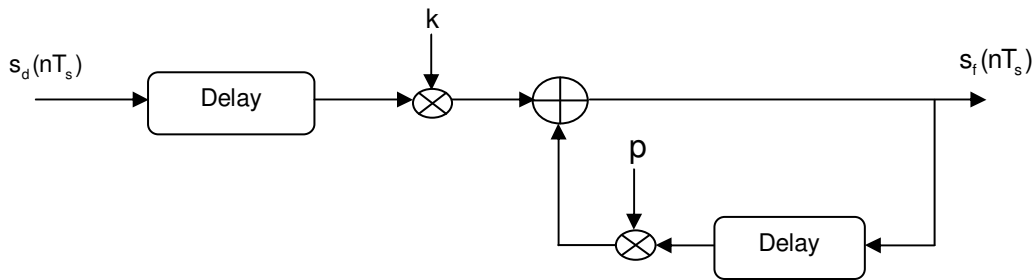 k
s_d(nT_s)
s_f(nT_s)
Delay
p
Delay